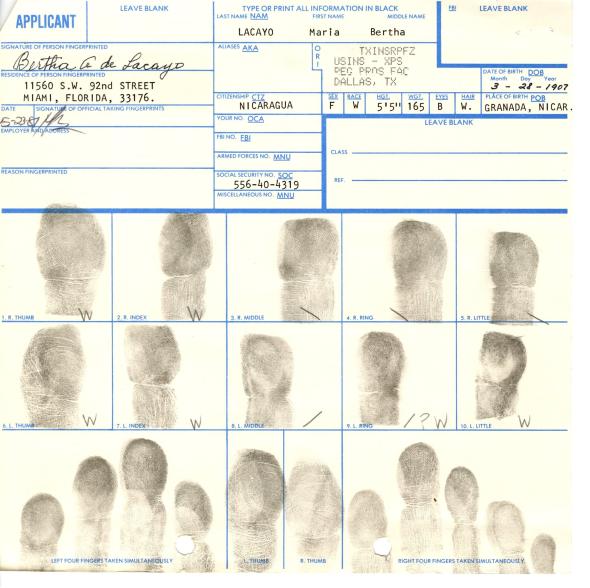 APPLICANT
LEAVE BLANK
TYPE OR PRINT ALL INFORMATION IN BLACK
LAST NAME NAM FIRST NAME MIDDLE NAME
FBI LEAVE BLANK
LACAYO Maria Bertha
SIGNATURE OF PERSON FINGERPRINTED
Bertha A de Lacayo
ALIASES AKA
ORI
TXINSRPFZ
USINS - XPS
REG PROS FAC
DALLAS, TX
RESIDENCE OF PERSON FINGERPRINTED
11560 S.W. 92nd STREET
MIAMI, FLORIDA, 33176.
DATE OF BIRTH DOB
Month Day Year
3 - 28 - 1907
CITIZENSHIP CTZ
NICARAGUA
SEX RACE HGT. WGT. EYES HAIR PLACE OF BIRTH POB
F W 5'5" 165 B W. GRANADA, NICAR.
DATE SIGNATURE OF OFFICIAL TAKING FINGERPRINTS
YOUR NO. OCA
LEAVE BLANK
EMPLOYER AND ADDRESS
FBI NO. FBI
CLASS
ARMED FORCES NO. MNU
REASON FINGERPRINTED
SOCIAL SECURITY NO. SOC
556-40-4319
REF.
MISCELLANEOUS NO. MNU
1. R. THUMB W
2. R. INDEX W
3. R. MIDDLE \
4. R. RING W
5. R. LITTLE \
6. L. THUMB W
7. L. INDEX W
8. L. MIDDLE /
9. L. RING /?W
10. L. LITTLE W
LEFT FOUR FINGERS TAKEN SIMULTANEOUSLY
L. THUMB
R. THUMB
RIGHT FOUR FINGERS TAKEN SIMULTANEOUSLY